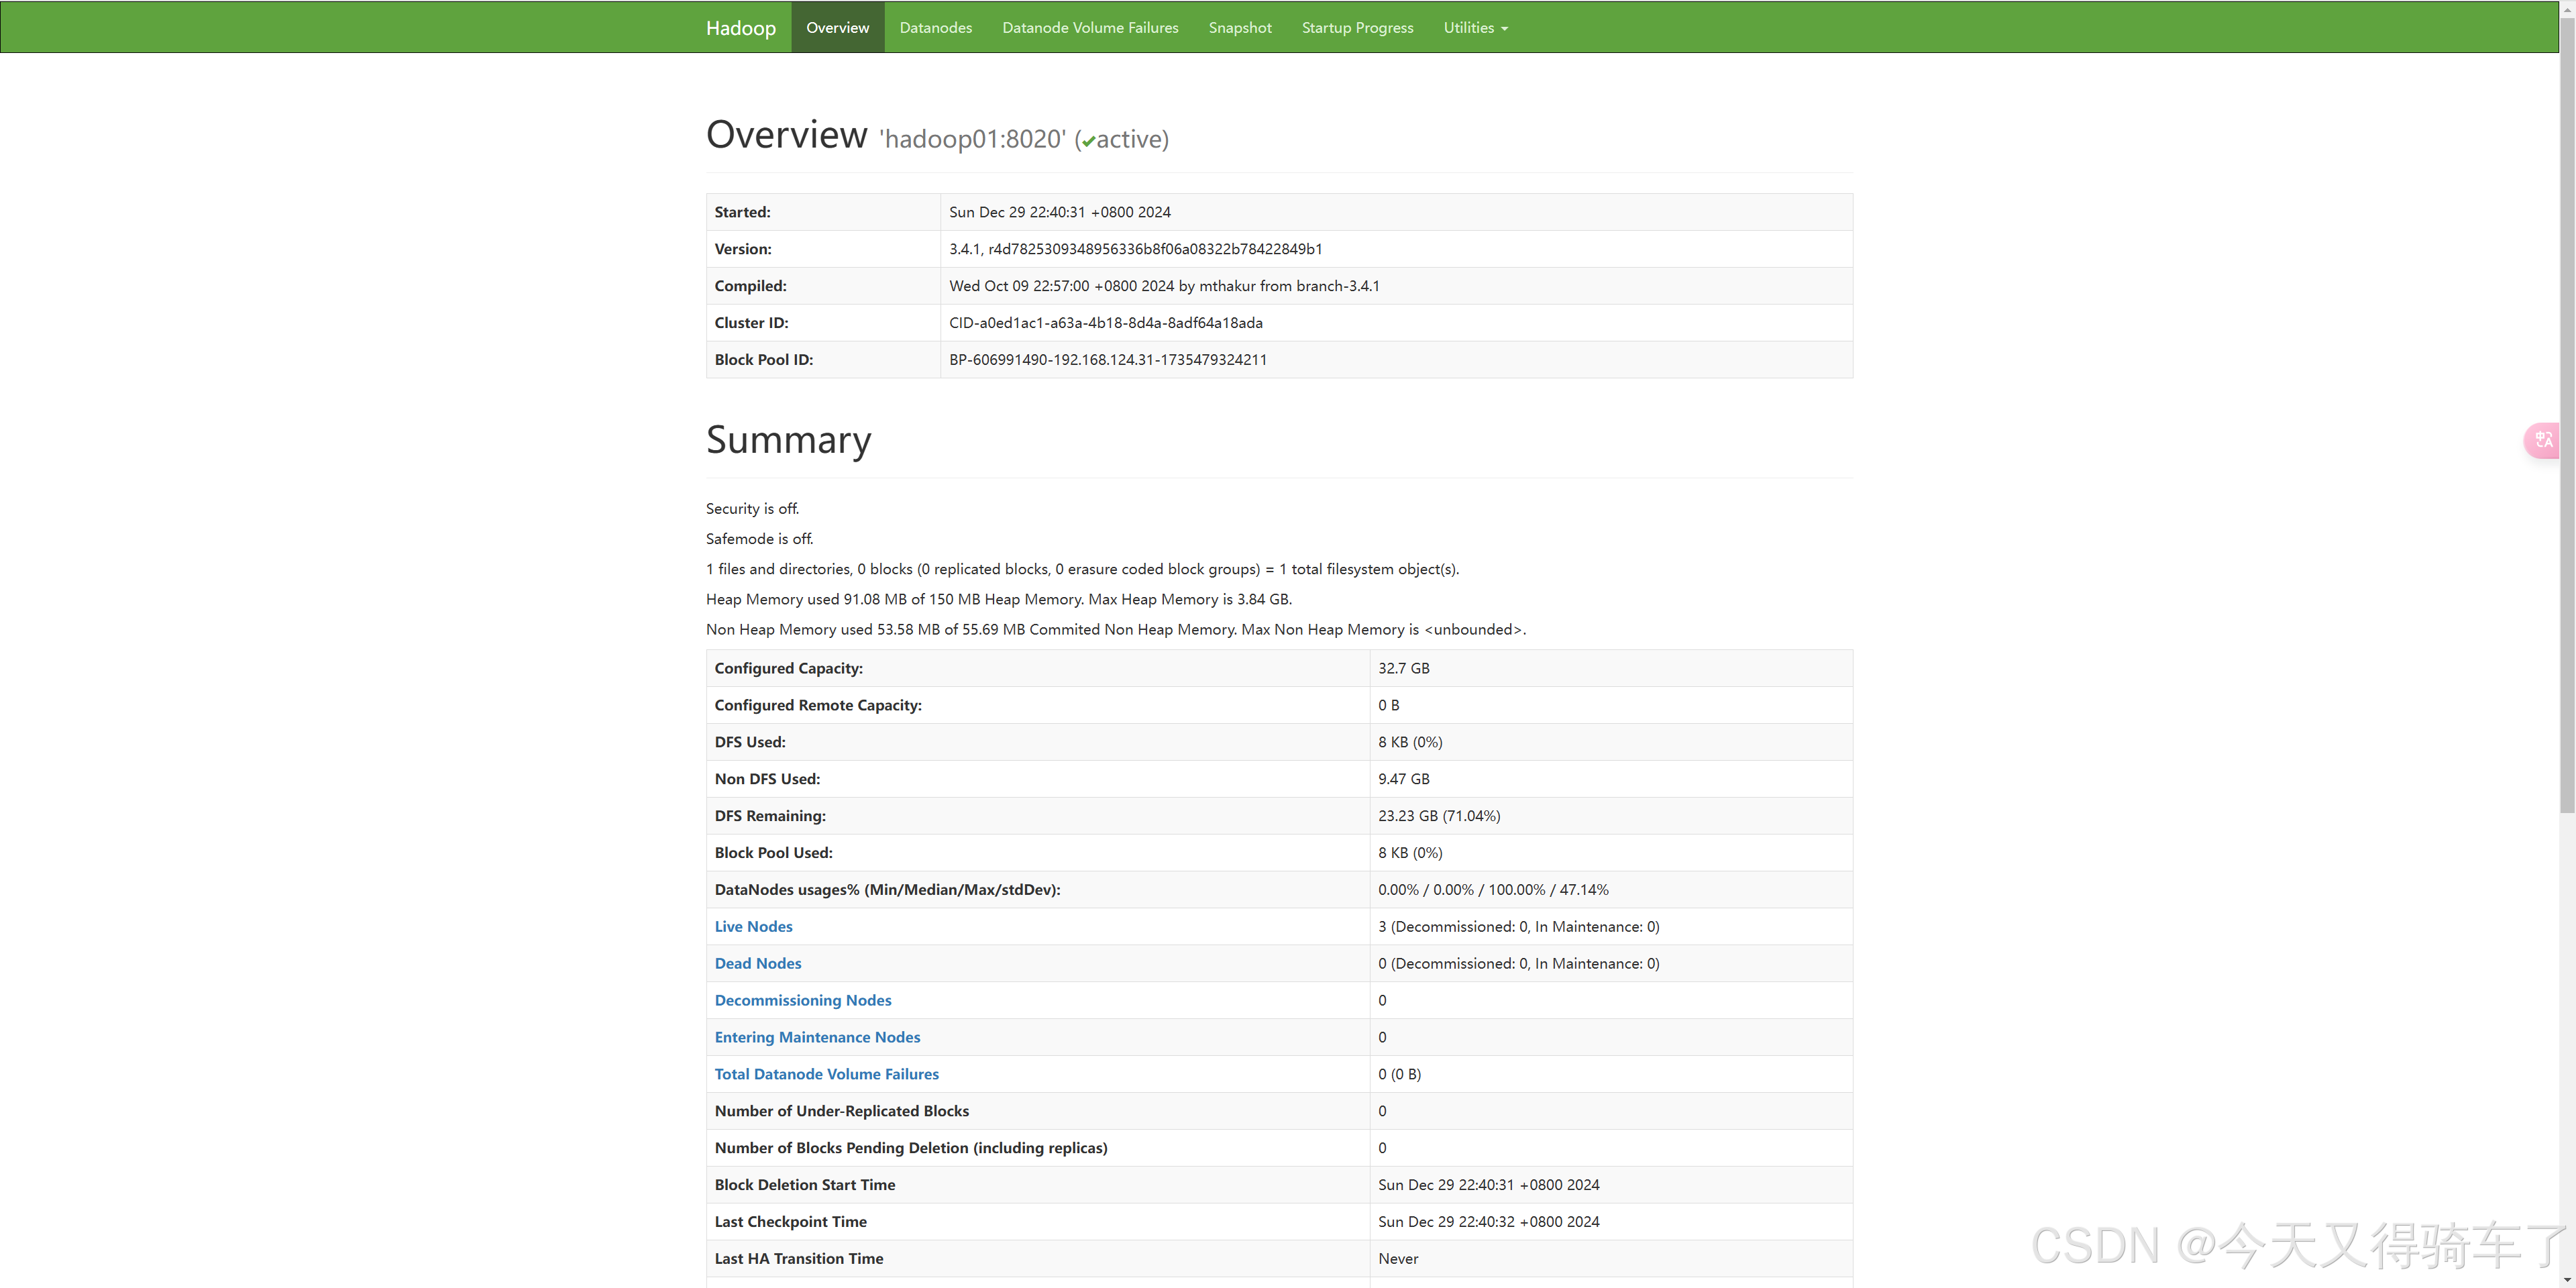 Hadoop Overview Datanodes Datanode Volume Failures Snapshot Startup Progress Utilities
Overview 'hadoop01:8020' (✔active)
Started: Sun Dec 29 22:40:31 +0800 2024
Version: 3.4.1, r4d7825309348956336b8f06a08322b78422849b1
Compiled: Wed Oct 09 22:57:00 +0800 2024 by mthakur from branch-3.4.1
Cluster ID: CID-a0ed1ac1-a63a-4b18-8d4a-8adf64a18ada
Block Pool ID: BP-606991490-192.168.124.31-1735479324211
Summary
Security is off.
Safemode is off.
1 files and directories, 0 blocks (0 replicated blocks, 0 erasure coded block groups) = 1 total filesystem object(s).
Heap Memory used 91.08 MB of 150 MB Heap Memory. Max Heap Memory is 3.84 GB.
Non Heap Memory used 53.58 MB of 55.69 MB Commited Non Heap Memory. Max Non Heap Memory is <unbounded>.
Configured Capacity: 32.7 GB
Configured Remote Capacity: 0 B
DFS Used: 8 KB (0%)
Non DFS Used: 9.47 GB
DFS Remaining: 23.23 GB (71.04%)
Block Pool Used: 8 KB (0%)
DataNodes usages% (Min/Median/Max/stdDev): 0.00% / 0.00% / 100.00% / 47.14%
Live Nodes 3 (Decommissioned: 0, In Maintenance: 0)
Dead Nodes 0 (Decommissioned: 0, In Maintenance: 0)
Decommissioning Nodes 0
Entering Maintenance Nodes 0
Total Datanode Volume Failures 0 (0 B)
Number of Under-Replicated Blocks 0
Number of Blocks Pending Deletion (including replicas) 0
Block Deletion Start Time Sun Dec 29 22:40:31 +0800 2024
Last Checkpoint Time Sun Dec 29 22:40:32 +0800 2024
Last HA Transition Time Never
CSDN @今天又得骑车了